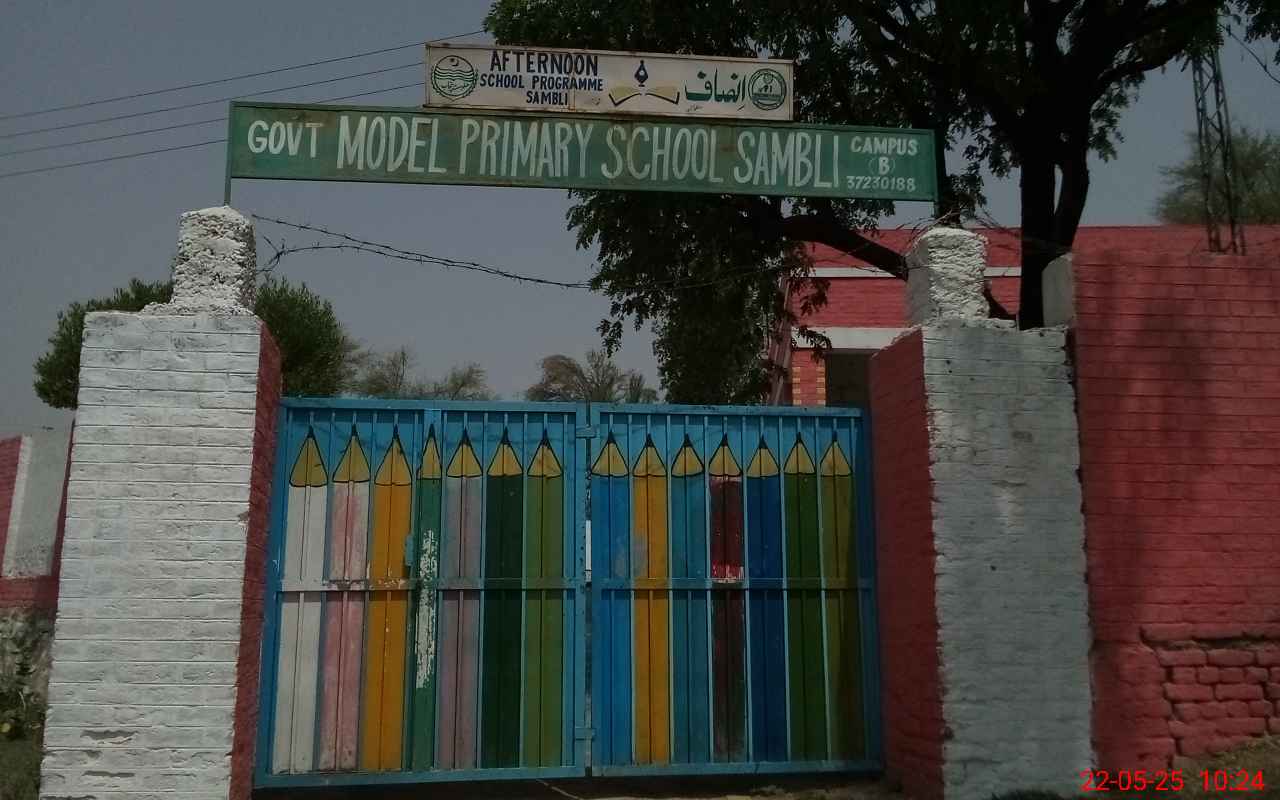 AFTERNOON
SCHOOL PROGRAMME
SAMBLI
انصاف
GOVT MODEL PRIMARY SCHOOL SAMBLI
CAMPUS
B
37230188
22-05-25 10:24